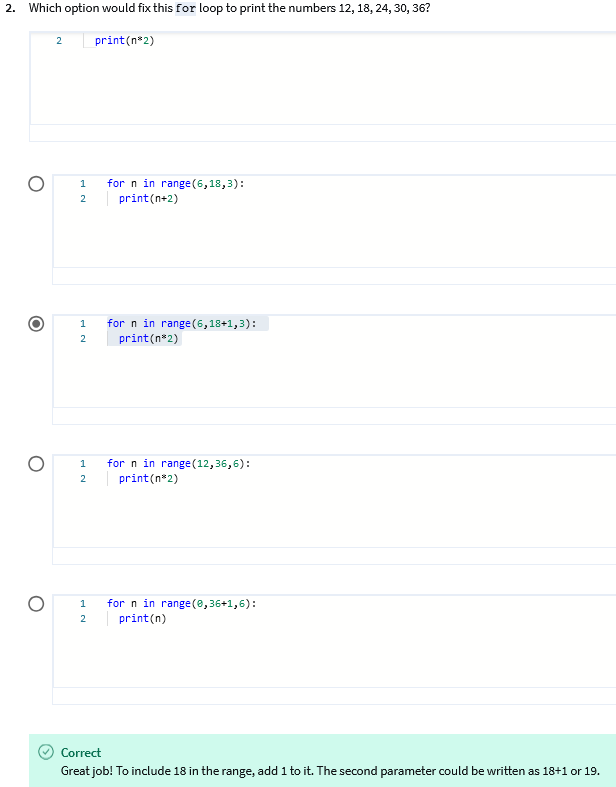 2. Which option would fix this for loop to print the numbers 12, 18, 24, 30, 36?
2 print(n*2)
1 for n in range(6,18,3):
2 print(n+2)
1 for n in range(6,18+1,3):
2 print(n*2)
1 for n in range(12,36,6):
2 print(n*2)
1 for n in range(0,36+1,6):
2 print(n)
Correct
Great job! To include 18 in the range, add 1 to it. The second parameter could be written as 18+1 or 19.